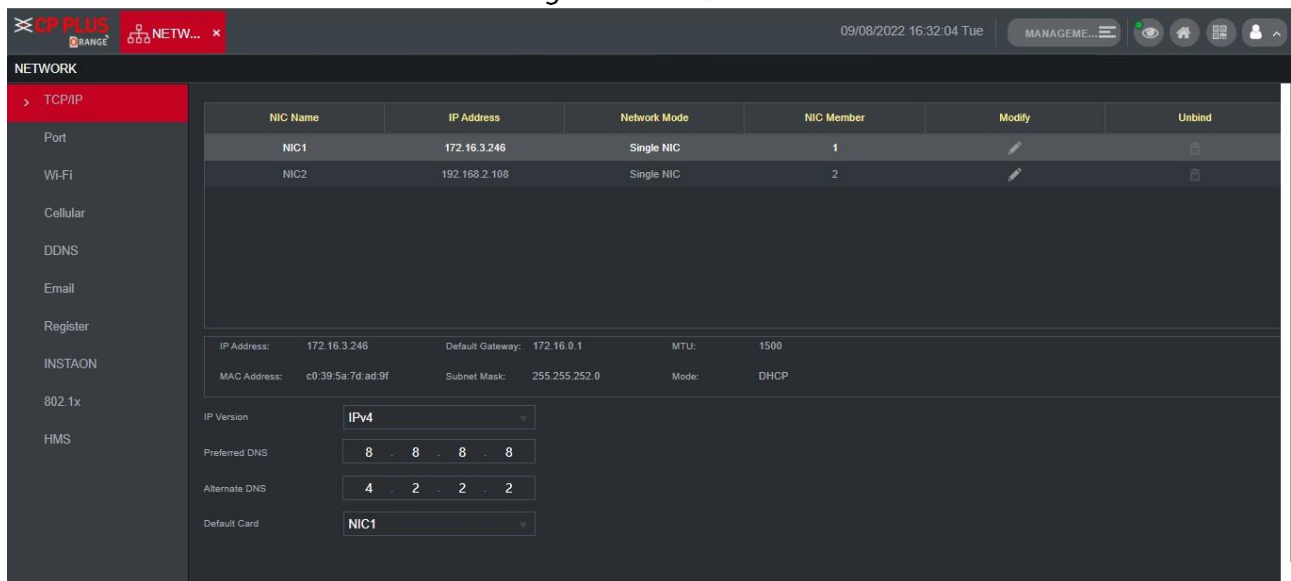 CP PLUS
ORANGE
NETW... ×
09/08/2022 16:32:04 Tue
MANAGEME...
NETWORK
> TCP/IP
Port
Wi-Fi
Cellular
DDNS
Email
Register
INSTAON
802.1x
HMS
NIC Name IP Address Network Mode NIC Member Modify Unbind
NIC1 172.16.3.246 Single NIC 1
NIC2 192.168.2.108 Single NIC 2
IP Address: 172.16.3.246 Default Gateway: 172.16.0.1 MTU: 1500
MAC Address: c0:39:5a:7d:ad:9f Subnet Mask: 255.255.252.0 Mode: DHCP
IP Version IPv4
Preferred DNS 8 . 8 . 8 . 8
Alternate DNS 4 . 2 . 2 . 2
Default Card NIC1